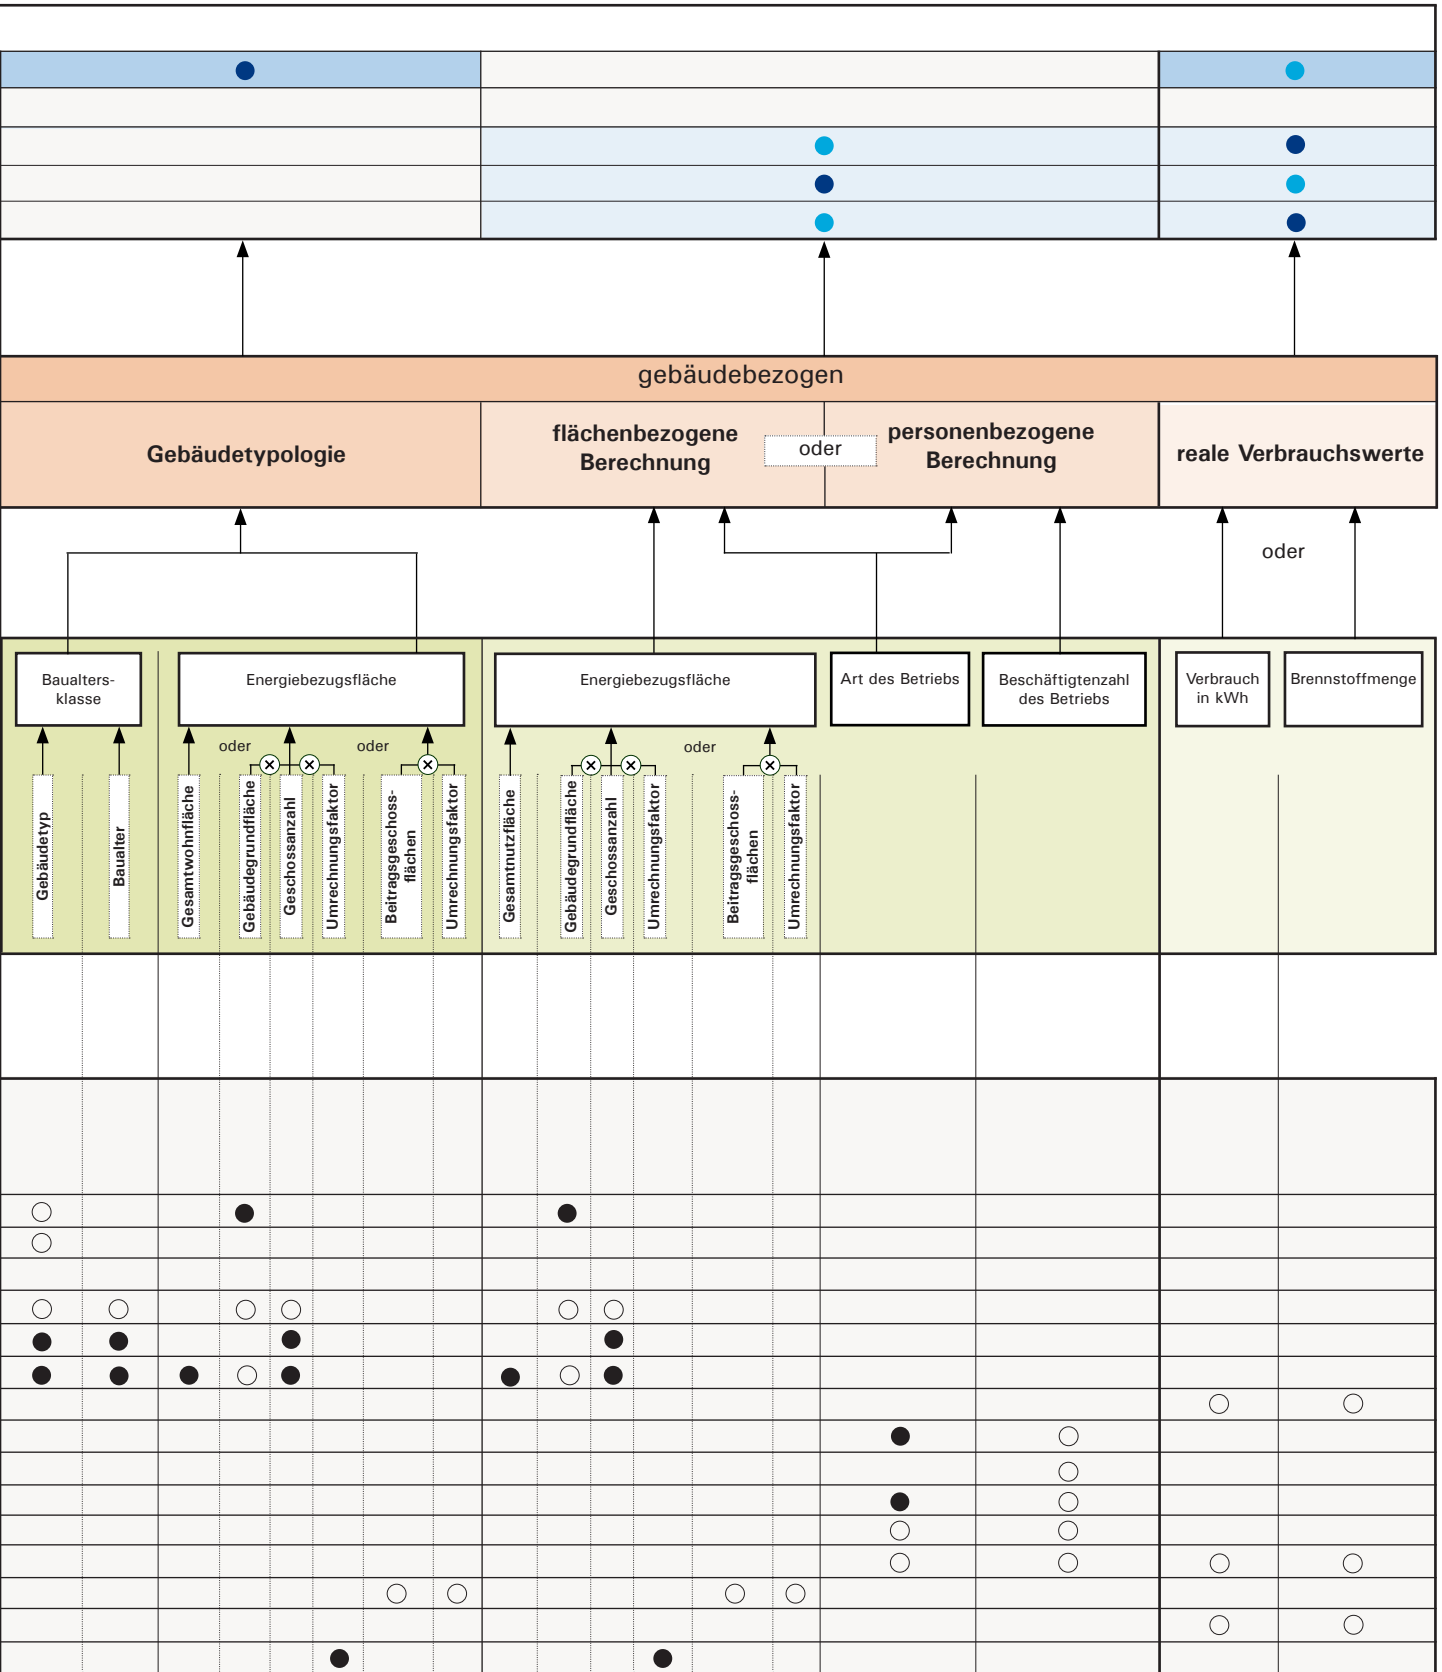 gebäudebezogen
Gebäudetypologie
flächenbezogene
Berechnung
oder
personenbezogene
Berechnung
reale Verbrauchswerte
oder
Baualters-
klasse
Energiebezugsfläche
Energiebezugsfläche
Art des Betriebs
Beschäftigtenzahl
des Betriebs
Verbrauch
in kWh
Brennstoffmenge
oder
oder
oder
Gebäudetyp
Baualter
Gesamtwohnfläche
Gebäudegrundfläche
Geschossanzahl
Umrechnungsfaktor
Beitragsgeschoss-
flächen
Umrechnungsfaktor
Gesamtnutzfläche
Gebäudegrundfläche
Geschossanzahl
Umrechnungsfaktor
Beitragsgeschoss-
flächen
Umrechnungsfaktor